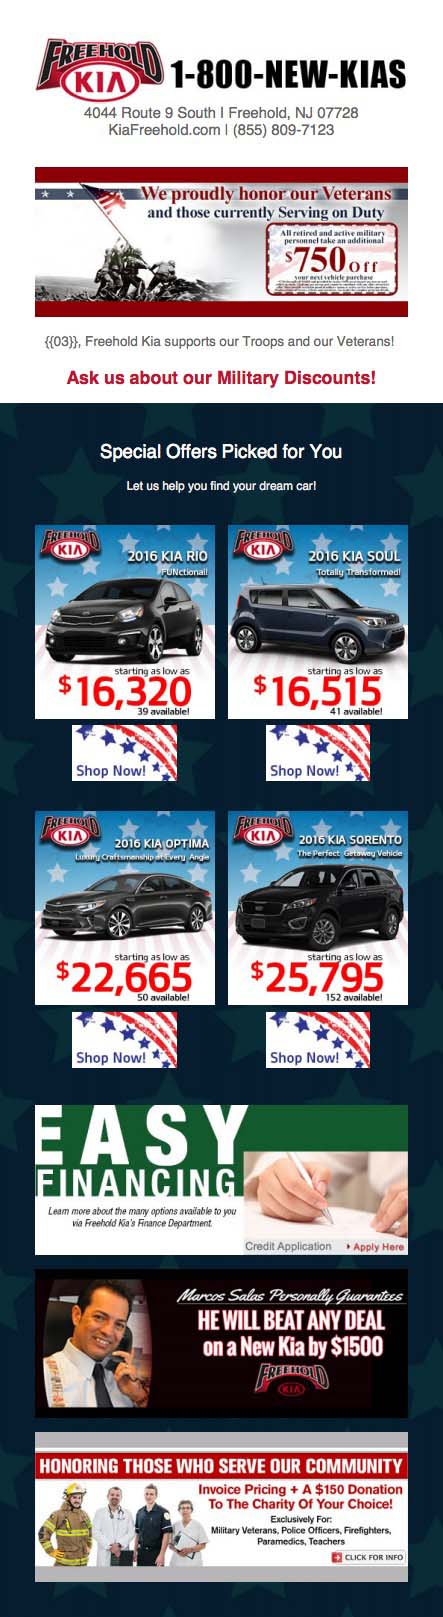 FREEHOLD
KIA
1-800-NEW-KIAS
4044 Route 9 South I Freehold, NJ 07728
KiaFreehold.com | (855) 809-7123
We proudly honor our Veterans
and those currently Serving on Duty
All retired and active military
personnel take an additional
$750 Off
your next vehicle purchase
{{03}}, Freehold Kia supports our Troops and our Veterans!
Ask us about our Military Discounts!
Special Offers Picked for You
Let us help you find your dream car!
FREEHOLD
KIA
2016 KIA RIO
FUNctional!
starting as low as
$16,320
39 available!
Shop Now!
FREEHOLD
KIA
2016 KIA SOUL
Totally Transformed!
starting as low as
$16,515
41 available!
Shop Now!
FREEHOLD
KIA
2016 KIA OPTIMA
Luxury Craftsmanship at Every Angle
starting as low as
$22,665
50 available!
Shop Now!
FREEHOLD
KIA
2016 KIA SORENTO
The Perfect Getaway Vehicle
starting as low as
$25,795
152 available!
Shop Now!
EASY
FINANCING
Learn more about the many options available to you
via Freehold Kia's Finance Department.
Credit Application
Apply Here
Marcos Salas Personally Guarantees
HE WILL BEAT ANY DEAL
on a New Kia by $1500
FREEHOLD
KIA
HONORING THOSE WHO SERVE OUR COMMUNITY
Invoice Pricing + A $150 Donation
To The Charity Of Your Choice!
Exclusively For:
Military Veterans, Police Officers, Firefighters,
Paramedics, Teachers
CLICK FOR INFO